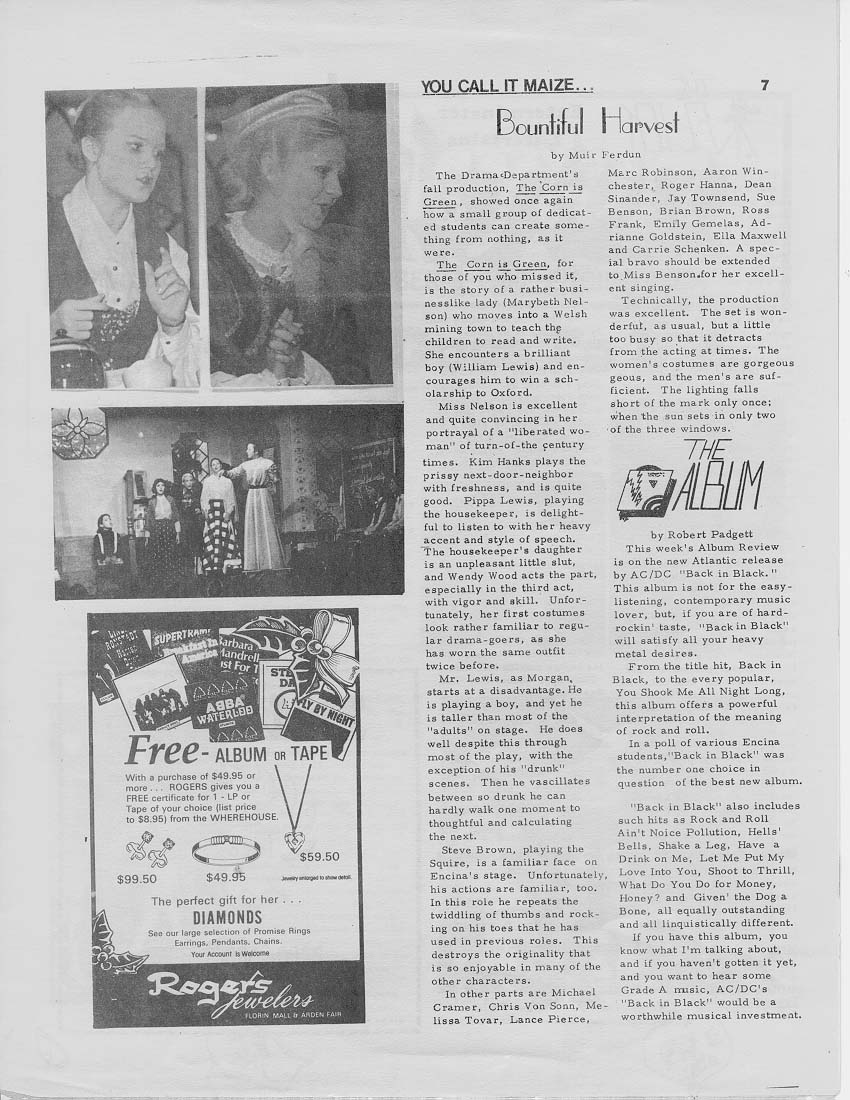 YOU CALL IT MAIZE...
7
Bountiful Harvest
by Muir Ferdun
The Drama Department's
fall production, The Corn is
Green, showed once again
how a small group of dedicat-
ed students can create some-
thing from nothing, as it
were.
The Corn is Green, for
those of you who missed it,
is the story of a rather busi-
nesslike lady (Marybeth Nel-
son) who moves into a Welsh
mining town to teach the
children to read and write.
She encounters a brilliant
boy (William Lewis) and en-
courages him to win a sch-
olarship to Oxford.
Miss Nelson is excellent
and quite convincing in her
portrayal of a "liberated wo-
man" of turn-of-the century
times. Kim Hanks plays the
prissy next-door-neighbor
with freshness, and is quite
good. Pippa Lewis, playing
the housekeeper, is delight-
ful to listen to with her heavy
accent and style of speech.
The housekeeper's daughter
is an unpleasant little slut,
and Wendy Wood acts the part,
especially in the third act,
with vigor and skill. Unfor-
tunately, her first costumes
look rather familiar to regu-
lar drama-goers, as she
has worn the same outfit
twice before.
Mr. Lewis, as Morgan,
starts at a disadvantage. He
is playing a boy, and yet he
is taller than most of the
"adults" on stage. He does
well despite this through
most of the play, with the
exception of his "drunk"
scenes. Then he vascillates
between so drunk he can
hardly walk one moment to
thoughtful and calculating
the next.
Steve Brown, playing the
Squire, is a familiar face on
Encina's stage. Unfortunately,
his actions are familiar, too.
In this role he repeats the
twiddling of thumbs and rock-
ing on his toes that he has
used in previous roles. This
destroys the originality that
is so enjoyable in many of the
other characters.
In other parts are Michael
Cramer, Chris Von Sonn, Me-
lissa Tovar, Lance Pierce,
Marc Robinson, Aaron Win-
chester, Roger Hanna, Dean
Sinander, Jay Townsend, Sue
Benson, Brian Brown, Ross
Frank, Emily Gemelas, Ad-
rianne Goldstein, Ella Maxwell
and Carrie Schenken. A spec-
ial bravo should be extended
to Miss Benson for her excell-
ent singing.
Technically, the production
was excellent. The set is won-
derful, as usual, but a little
too busy so that it detracts
from the acting at times. The
women's costumes are gorgeous
geous, and the men's are suf-
ficient. The lighting falls
short of the mark only once;
when the sun sets in only two
of the three windows.
THE
ALBUM
by Robert Padgett
This week's Album Review
is on the new Atlantic release
by AC/DC "Back in Black."
This album is not for the easy-
listening, contemporary music
lover, but, if you are of hard-
rockin' taste, "Back in Black"
will satisfy all your heavy
metal desires.
From the title hit, Back in
Black, to the every popular,
You Shook Me All Night Long,
this album offers a powerful
interpretation of the meaning
of rock and roll.
In a poll of various Encina
students, "Back in Black" was
the number one choice in
question of the best new album.
"Back in Black" also includes
such hits as Rock and Roll
Ain't Noice Pollution, Hells'
Bells, Shake a Leg, Have a
Drink on Me, Let Me Put My
Love Into You, Shoot to Thrill,
What Do You Do for Money,
Honey? and Given' the Dog a
Bone, all equally outstanding
and all linquistically different.
If you have this album, you
know what I'm talking about,
and if you haven't gotten it yet,
and you want to hear some
Grade A music, AC/DC's
"Back in Black" would be a
worthwhile musical investment.
SUPERTRAMP
Breakfast In
America
Barbara
Mandrell
ABBA
WATERLOO
FLY BY NIGHT
Free - ALBUM OR TAPE
With a purchase of $49.95 or
more . . . ROGERS gives you a
FREE certificate for 1 - LP or
Tape of your choice (list price
to $8.95) from the WHEREHOUSE.
$59.50
$99.50
$49.95
Jewelry enlarged to show detail.
The perfect gift for her . . .
DIAMONDS
See our large selection of Promise Rings
Earrings, Pendants, Chains.
Your Account is Welcome
Rogers
Jewelers
FLORIN MALL & ARDEN FAIR